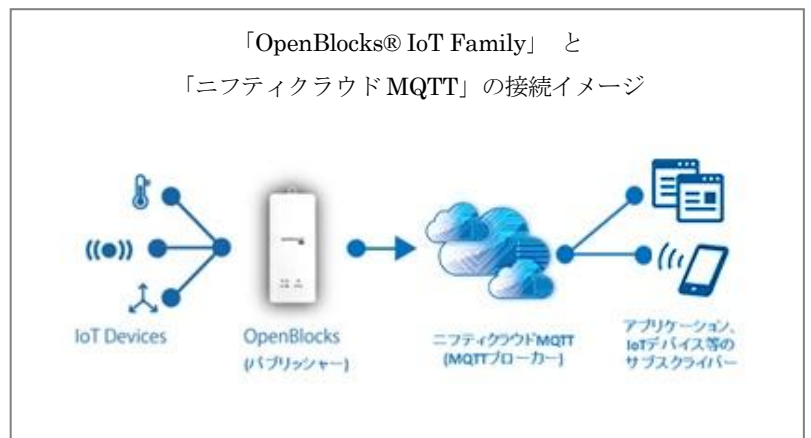 「OpenBlocks® IoT Family」 と
「ニフティクラウド MQTT」の接続イメージ
IoT Devices
OpenBlocks
(パブリッシャー)
ニフティクラウドMQTT
(MQTTブローカー)
アプリケーション、
IoTデバイス等の
サブスクライバー